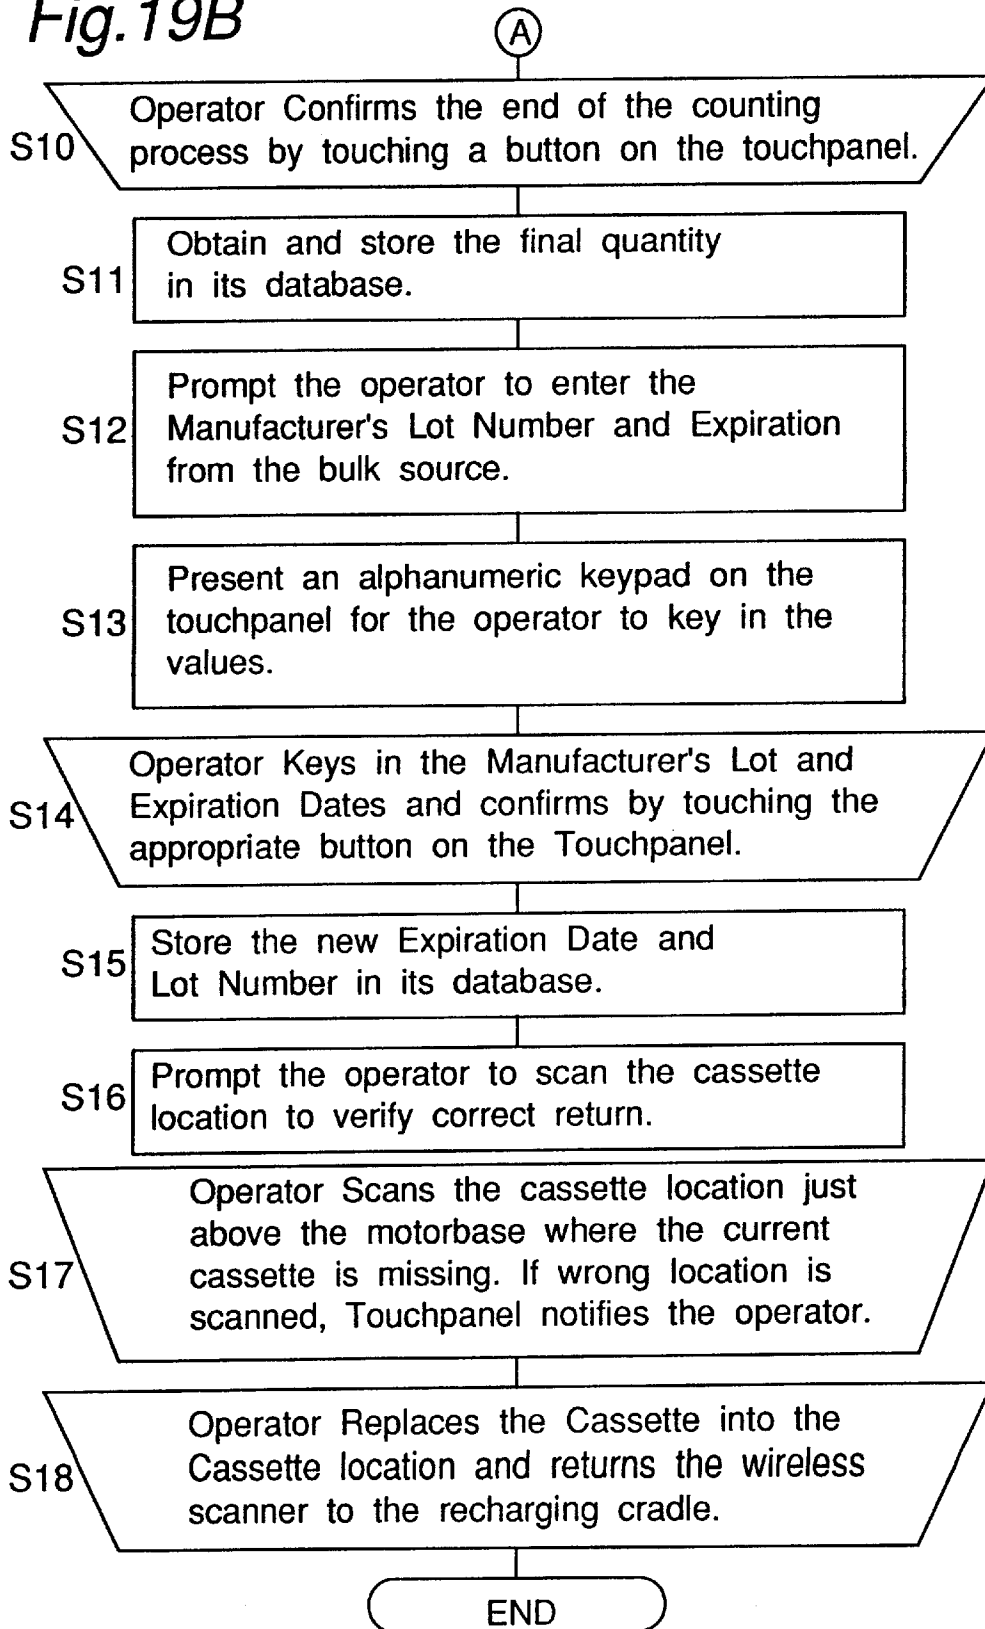 Fig. 19B
A
S10
Operator Confirms the end of the counting
process by touching a button on the touchpanel.
S11
Obtain and store the final quantity
in its database.
S12
Prompt the operator to enter the
Manufacturer's Lot Number and Expiration
from the bulk source.
S13
Present an alphanumeric keypad on the
touchpanel for the operator to key in the
values.
S14
Operator Keys in the Manufacturer's Lot and
Expiration Dates and confirms by touching the
appropriate button on the Touchpanel.
S15
Store the new Expiration Date and
Lot Number in its database.
S16
Prompt the operator to scan the cassette
location to verify correct return.
S17
Operator Scans the cassette location just
above the motorbase where the current
cassette is missing. If wrong location is
scanned, Touchpanel notifies the operator.
S18
Operator Replaces the Cassette into the
Cassette location and returns the wireless
scanner to the recharging cradle.
END